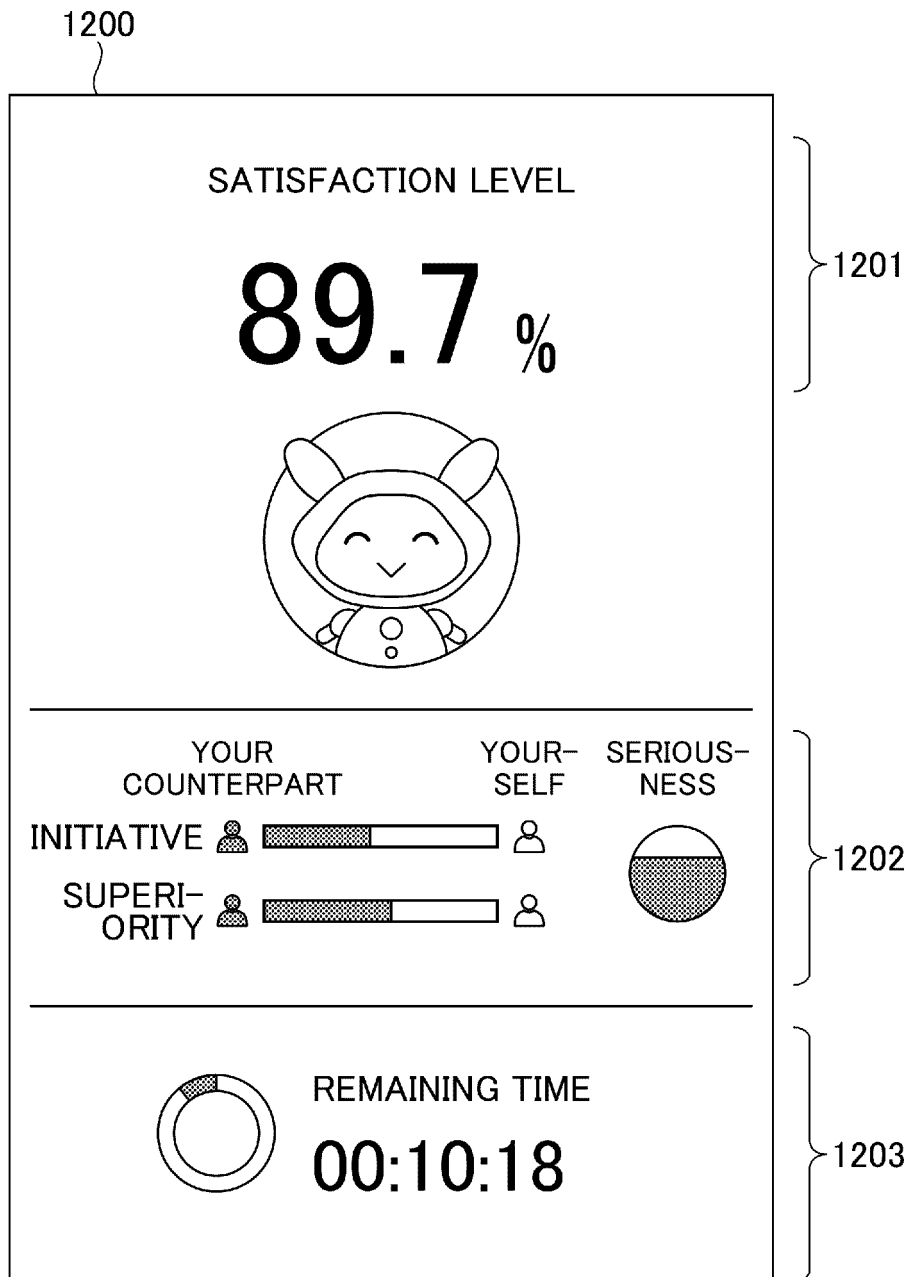 1200
SATISFACTION LEVEL
1201
89.7 %
YOUR
COUNTERPART
YOUR-
SELF
SERIOUS-
NESS
INITIATIVE
1202
SUPERI-
ORITY
REMAINING TIME
1203
00:10:18